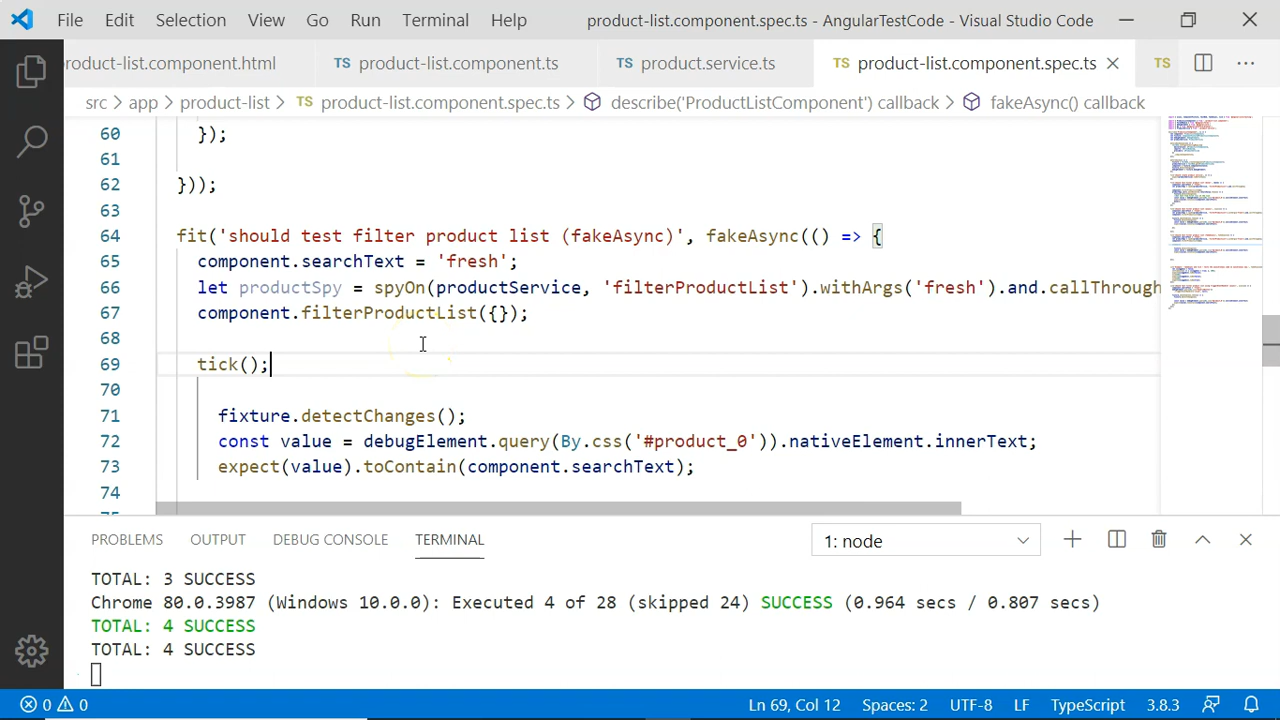 File Edit Selection View Go Run Terminal Help product-list.component.spec.ts - AngularTestCode - Visual Studio Code
product-list.component.html TS product-list.component.ts TS product.service.ts TS product-list.component.spec.ts TS
src > app > product-list > TS product-list.component.spec.ts > describe('ProductListComponent') callback > fakeAsync() callback
60 });
61
62 }));
63
64 fit('should have filter product list "fakeAsync"', fakeAsync(() => {
65 component.searchText = 'fresh';
66 let productSpy = spyOn(productService, 'filterProductList').withArgs('fresh').and.callThrough
67 component.filterProductList();
68
69 tick();
70
71 fixture.detectChanges();
72 const value = debugElement.query(By.css('#product_0')).nativeElement.innerText;
73 expect(value).toContain(component.searchText);
74
PROBLEMS OUTPUT DEBUG CONSOLE TERMINAL 1: node
TOTAL: 3 SUCCESS
Chrome 80.0.3987 (Windows 10.0.0): Executed 4 of 28 (skipped 24) SUCCESS (0.964 secs / 0.807 secs)
TOTAL: 4 SUCCESS
TOTAL: 4 SUCCESS
0 0 Ln 69, Col 12 Spaces: 2 UTF-8 LF TypeScript 3.8.3